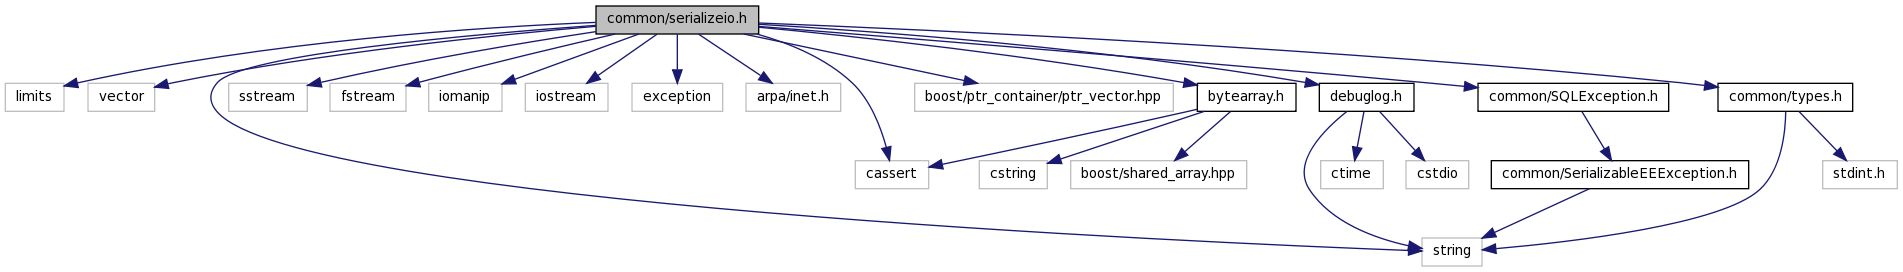 common/serializeio.h
limits
vector
sstream
fstream
iomanip
iostream
exception
arpa/inet.h
boost/ptr_container/ptr_vector.hpp
bytearray.h
debuglog.h
common/SQLException.h
common/types.h
cassert
cstring
boost/shared_array.hpp
ctime
cstdio
common/SerializableEEException.h
stdint.h
string